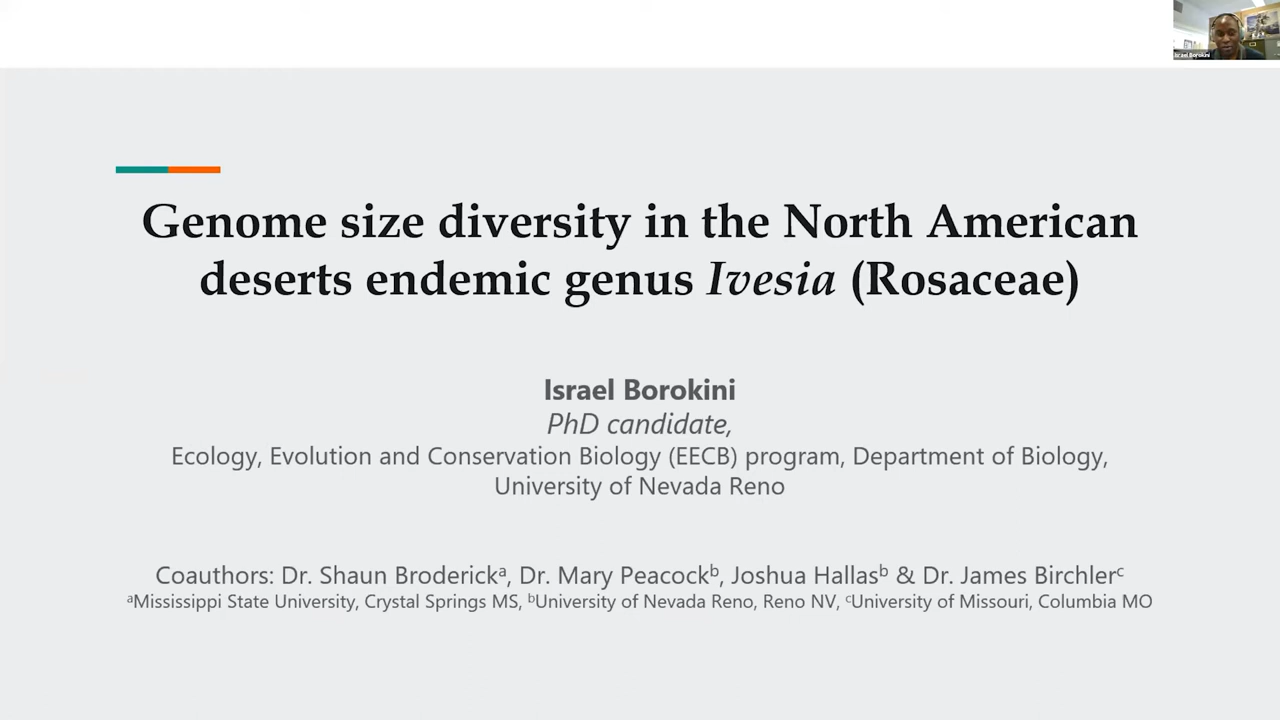 Israel Borokini
Genome size diversity in the North American
deserts endemic genus Ivesia (Rosaceae)
Israel Borokini
PhD candidate,
Ecology, Evolution and Conservation Biology (EECB) program, Department of Biology,
University of Nevada Reno
Coauthors: Dr. Shaun Broderickᵃ, Dr. Mary Peacockᵇ, Joshua Hallasᵇ & Dr. James Birchlerᶜ
ᵃMississippi State University, Crystal Springs MS, ᵇUniversity of Nevada Reno, Reno NV, ᶜUniversity of Missouri, Columbia MO